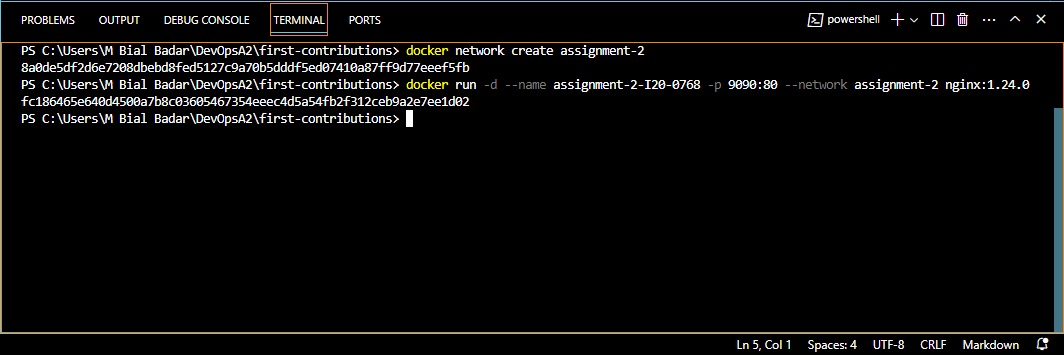 PROBLEMS OUTPUT DEBUG CONSOLE TERMINAL PORTS powershell
PS C:\Users\M Bial Badar\DevOpsA2\first-contributions> docker network create assignment-2
8a0de5df2d6e7208dbebd8fed5127c9a70b5dddf5ed07410a87ff9d77eeef5fb
PS C:\Users\M Bial Badar\DevOpsA2\first-contributions> docker run -d --name assignment-2-I20-0768 -p 9090:80 --network assignment-2 nginx:1.24.0
fc186465e640d4500a7b8c03605467354eeec4d5a54fb2f312ceb9a2e7ee1d02
PS C:\Users\M Bial Badar\DevOpsA2\first-contributions>
Ln 5, Col 1 Spaces: 4 UTF-8 CRLF Markdown